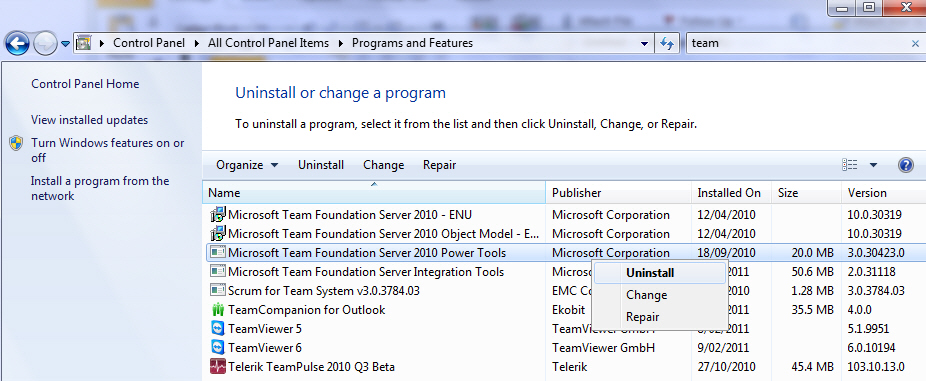 Control Panel ▸ All Control Panel Items ▸ Programs and Features
team
Control Panel Home
View installed updates
Turn Windows features on or off
Install a program from the network
Uninstall or change a program
To uninstall a program, select it from the list and then click Uninstall, Change, or Repair.
Organize Uninstall Change Repair
Name Publisher Installed On Size Version
Microsoft Team Foundation Server 2010 - ENU Microsoft Corporation 12/04/2010 10.0.30319
Microsoft Team Foundation Server 2010 Object Model - E... Microsoft Corporation 12/04/2010 10.0.30319
Microsoft Team Foundation Server 2010 Power Tools Microsoft Corporation 18/09/2010 20.0 MB 3.0.30423.0
Microsoft Team Foundation Server Integration Tools Micros 2011 50.6 MB 2.0.31118
Scrum for Team System v3.0.3784.03 EMC Co 2010 1.28 MB 3.0.3784.03
TeamCompanion for Outlook Ekobit 2011 35.5 MB 4.0.0
TeamViewer 5 TeamViewer GmbH 8/02/2011 5.1.9951
TeamViewer 6 TeamViewer GmbH 9/02/2011 6.0.10194
Telerik TeamPulse 2010 Q3 Beta Telerik 27/10/2010 45.4 MB 103.10.13.0
Uninstall
Change
Repair